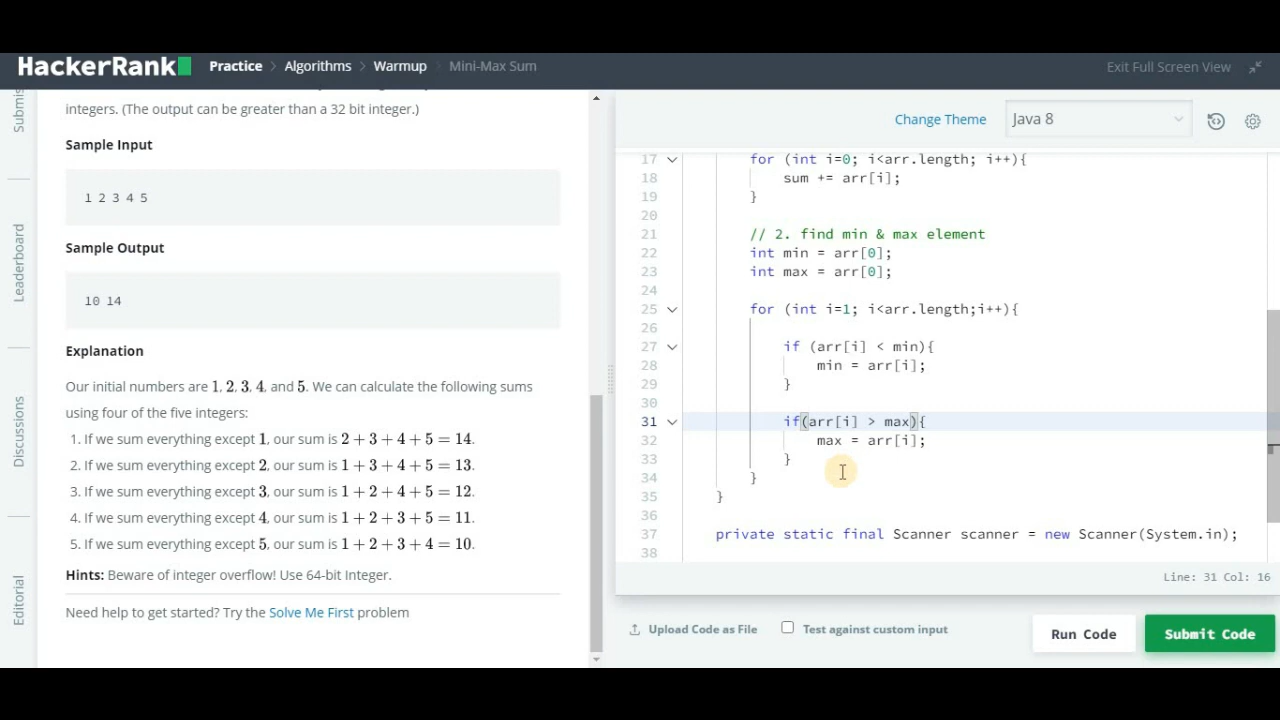 HackerRank
Practice > Algorithms > Warmup > Mini-Max Sum
Exit Full Screen View
Submis
Leaderboard
Discussions
Editorial
integers. (The output can be greater than a 32 bit integer.)
Sample Input
1 2 3 4 5
Sample Output
10 14
Explanation
Our initial numbers are 1, 2, 3, 4, and 5. We can calculate the following sums
using four of the five integers:
1. If we sum everything except 1, our sum is 2 + 3 + 4 + 5 = 14.
2. If we sum everything except 2, our sum is 1 + 3 + 4 + 5 = 13.
3. If we sum everything except 3, our sum is 1 + 2 + 4 + 5 = 12.
4. If we sum everything except 4, our sum is 1 + 2 + 3 + 5 = 11.
5. If we sum everything except 5, our sum is 1 + 2 + 3 + 4 = 10.
Hints: Beware of integer overflow! Use 64-bit Integer.
Need help to get started? Try the Solve Me First problem
Change Theme
Java 8
17 for (int i=0; i<arr.length; i++){
18 sum += arr[i];
19 }
20
21 // 2. find min & max element
22 int min = arr[0];
23 int max = arr[0];
24
25 for (int i=1; i<arr.length;i++){
26
27 if (arr[i] < min){
28 min = arr[i];
29 }
30
31 if(arr[i] > max){
32 max = arr[i];
33 }
34 }
35 }
36
37 private static final Scanner scanner = new Scanner(System.in);
38
Line: 31 Col: 16
Upload Code as File
Test against custom input
Run Code
Submit Code